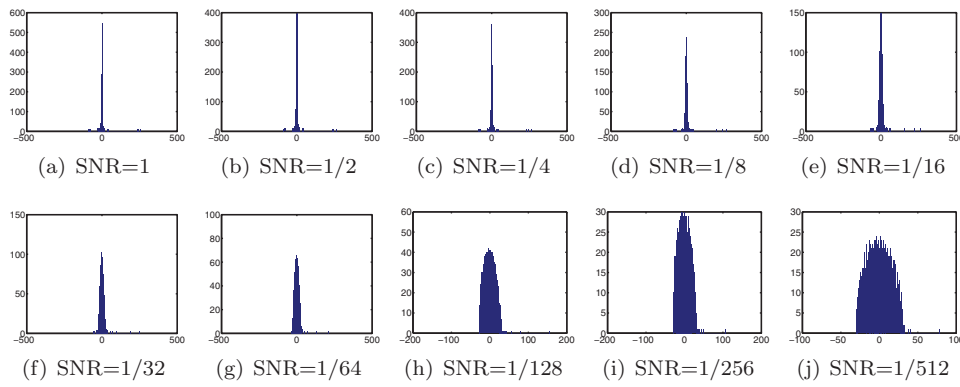 600
500
400
300
200
100
0
−500 0 500
(a) SNR=1
400
300
200
100
0
−500 0 500
(b) SNR=1/2
400
300
200
100
0
−500 0 500
(c) SNR=1/4
300
250
200
150
100
50
0
−500 0 500
(d) SNR=1/8
150
100
50
0
−500 0 500
(e) SNR=1/16
150
100
50
0
−500 0 500
(f) SNR=1/32
100
80
60
40
20
0
−500 0 500
(g) SNR=1/64
60
50
40
30
20
10
0
−200 −100 0 100 200
(h) SNR=1/128
30
25
20
15
10
5
0
−200 −100 0 100 200
(i) SNR=1/256
30
25
20
15
10
5
0
−100 −50 0 50 100
(j) SNR=1/512